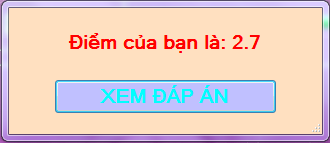 Điểm của bạn là: 2.7
XEM ĐÁP ÁN